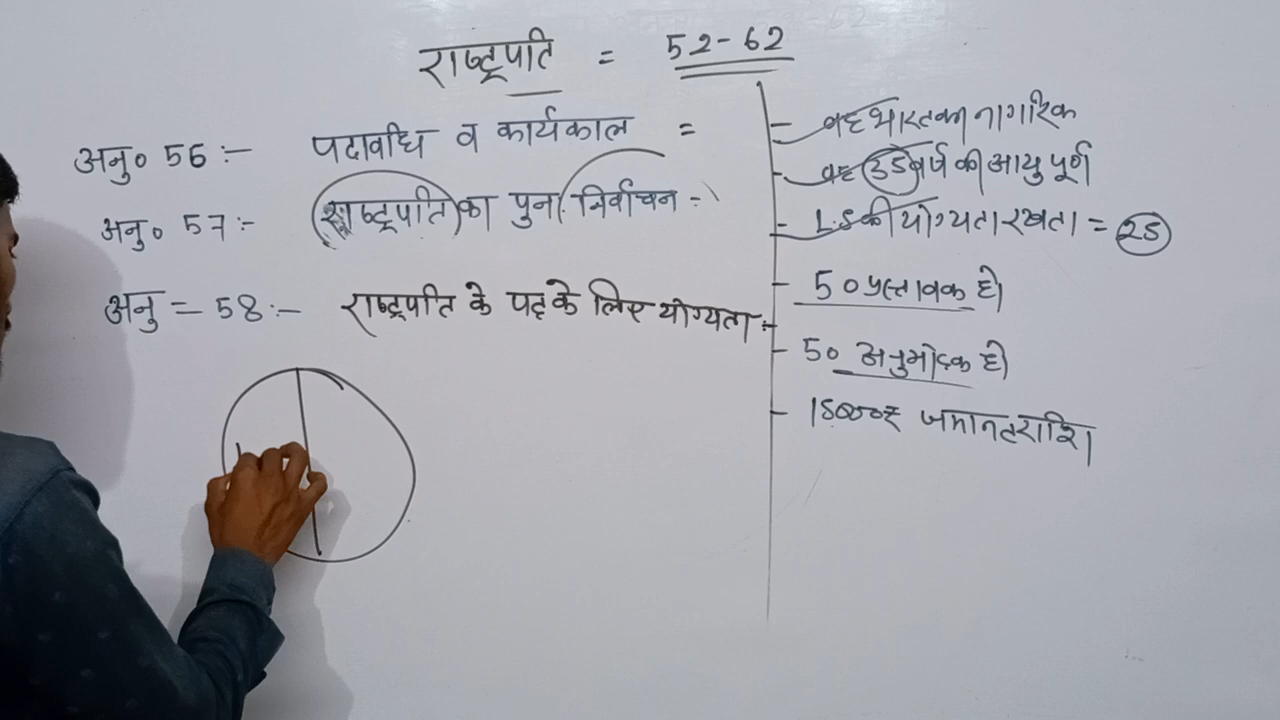 राष्ट्रपति = 52-62
अनु० 56 :- पदावधि व कार्यकाल =
अनु० 57 :- राष्ट्रपति का पुनः निर्वाचन -
अनु = 58 :- राष्ट्रपति के पद के लिए योग्यता :-
- वह भारत का नागरिक
- वह 35 वर्ष की आयु पूर्ण
- L.S की योग्यता रखता = 25
- 50 प्रस्तावक हो
- 50 अनुमोदक हो
- 15000₹ जमानत राशि